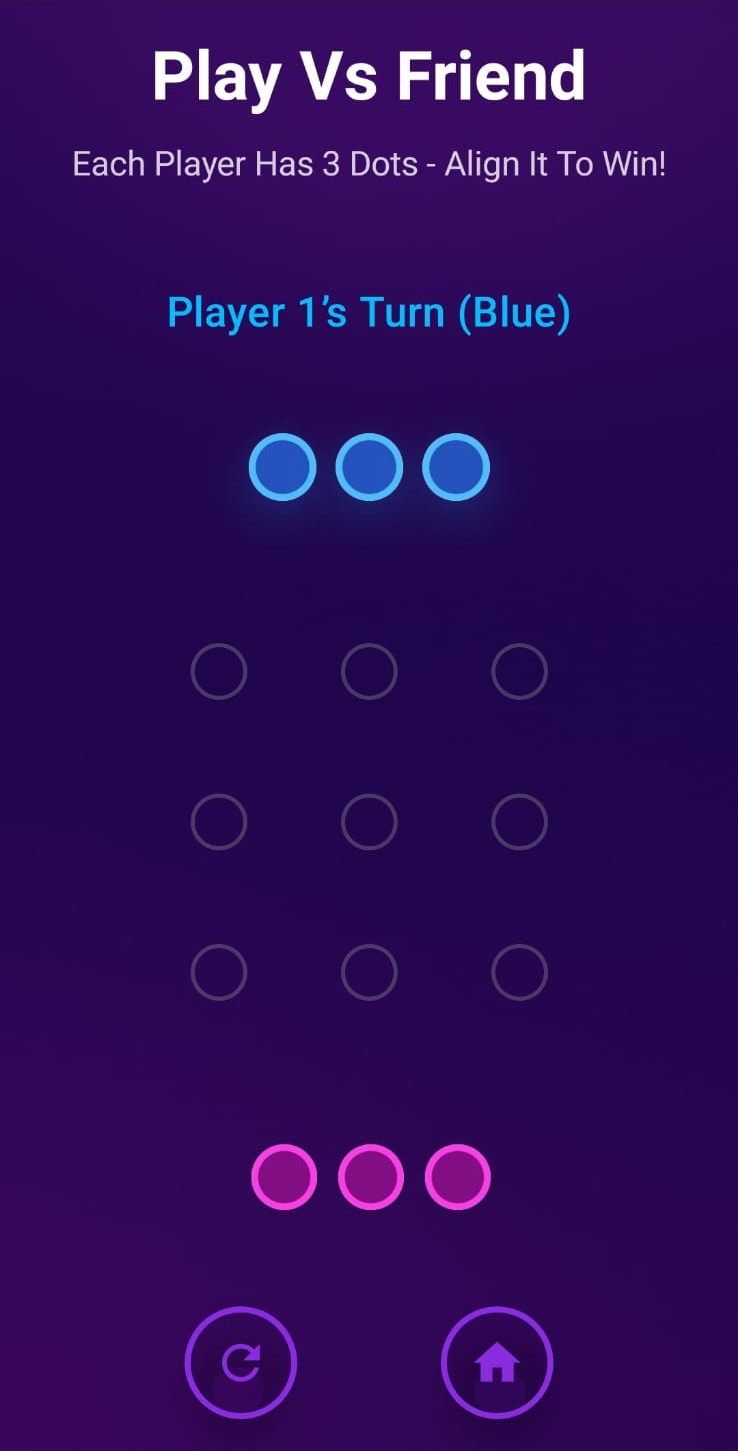 Play Vs Friend
Each Player Has 3 Dots - Align It To Win!
Player 1’s Turn (Blue)